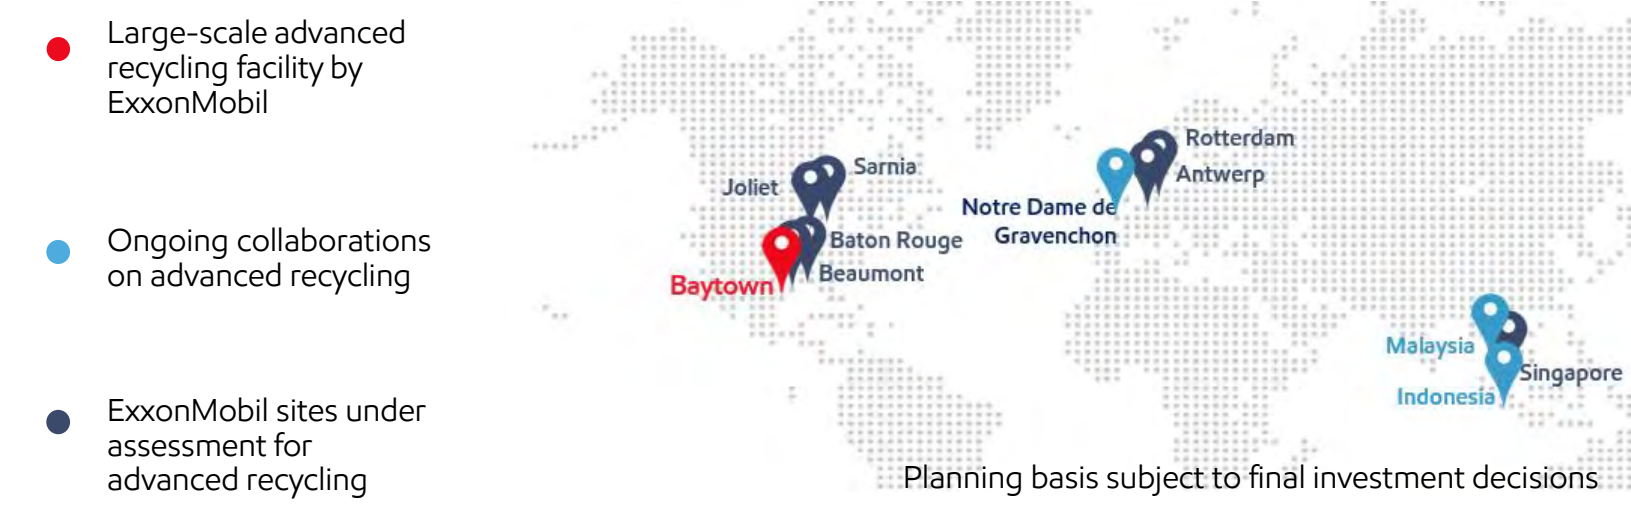 Large-scale advanced
recycling facility by
ExxonMobil
Ongoing collaborations
on advanced recycling
ExxonMobil sites under
assessment for
advanced recycling
Sarnia
Joliet
Baton Rouge
Beaumont
Baytown
Rotterdam
Antwerp
Notre Dame de
Gravenchon
Malaysia
Singapore
Indonesia
Planning basis subject to final investment decisions